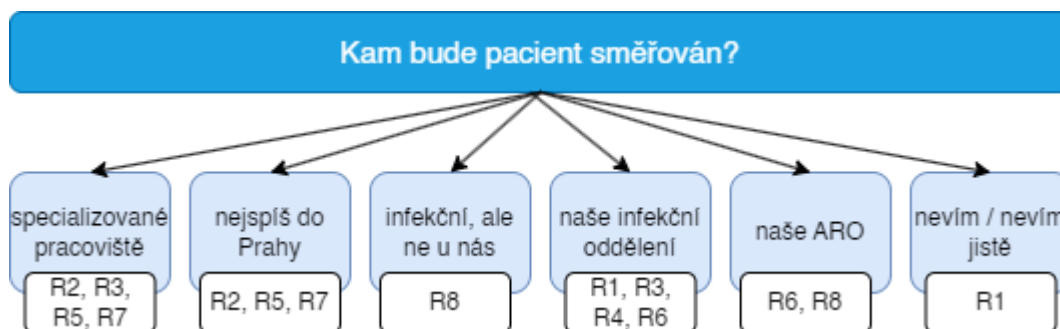 Kam bude pacient směřován?
specializované
pracoviště
R2, R3,
R5, R7
nejspíš do
Prahy
R2, R5, R7
infekční, ale
ne u nás
R8
naše infekční
oddělení
R1, R3,
R4, R6
naše ARO
R6, R8
nevím / nevím
jistě
R1